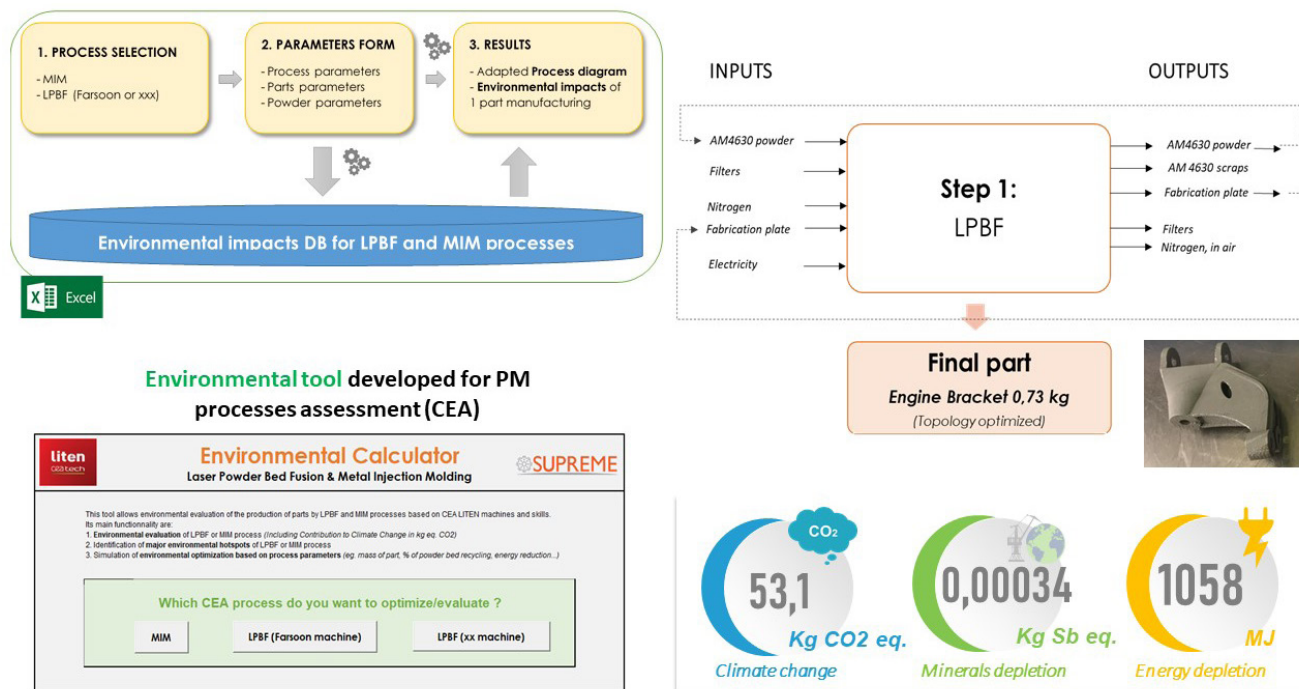 1. PROCESS SELECTION
- MIM
- LPBF (Farsoon or xxx)
2. PARAMETERS FORM
- Process parameters
- Parts parameters
- Powder parameters
3. RESULTS
- Adapted Process diagram
- Environmental impacts of
1 part manufacturing
Environmental impacts DB for LPBF and MIM processes
X Excel
Environmental tool developed for PM
processes assessment (CEA)
liten
ceatech
Environmental Calculator
Laser Powder Bed Fusion & Metal Injection Molding
SUPREME
This tool allows environmental evaluation of the production of parts by LPBF and MIM processes based on CEA LITEN machines and skills.
Its main functionnality are:
1. Environmental evaluation of LPBF or MIM process (Including Contribution to Climate Change in kg eq. CO2)
2. Identification of major environmental hotspots of LPBF or MIM process
3. Simulation of environmental optimization based on process parameters (eg. mass of part, % of powder bed recycling, energy reduction...)
Which CEA process do you want to optimize/evaluate ?
MIM
LPBF (Farsoon machine)
LPBF (xx machine)
INPUTS
OUTPUTS
AM4630 powder
Filters
Nitrogen
Fabrication plate
Electricity
Step 1:
LPBF
AM4630 powder
AM 4630 scraps
Fabrication plate
Filters
Nitrogen, in air
Final part
Engine Bracket 0,73 kg
(Topology optimized)
CO2
53,1
Kg CO2 eq.
Climate change
0,00034
Kg Sb eq.
Minerals depletion
1058
MJ
Energy depletion